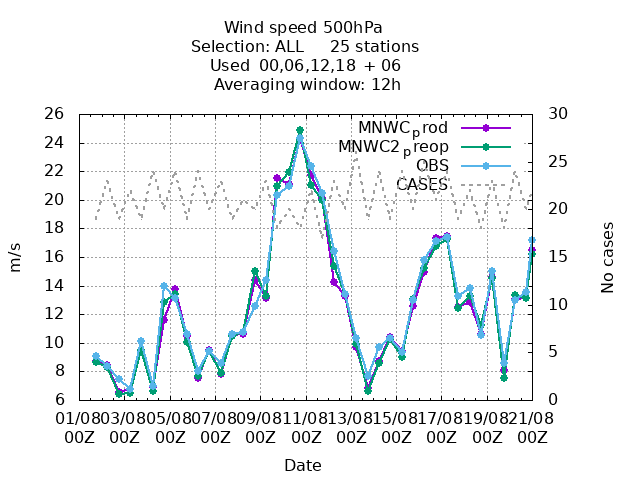 Wind speed 500hPa
Selection: ALL 25 stations
Used 00,06,12,18 + 06
Averaging window: 12h
MNWC_prod
MNWC2_preop
OBS
CASES
26
24
22
20
18
16
14
12
10
8
6
m/s
30
25
20
15
10
5
0
No cases
01/08 03/08 05/08 07/08 09/08 11/08 13/08 15/08 17/08 19/08 21/08
00Z 00Z 00Z 00Z 00Z 00Z 00Z 00Z 00Z 00Z 00Z
Date